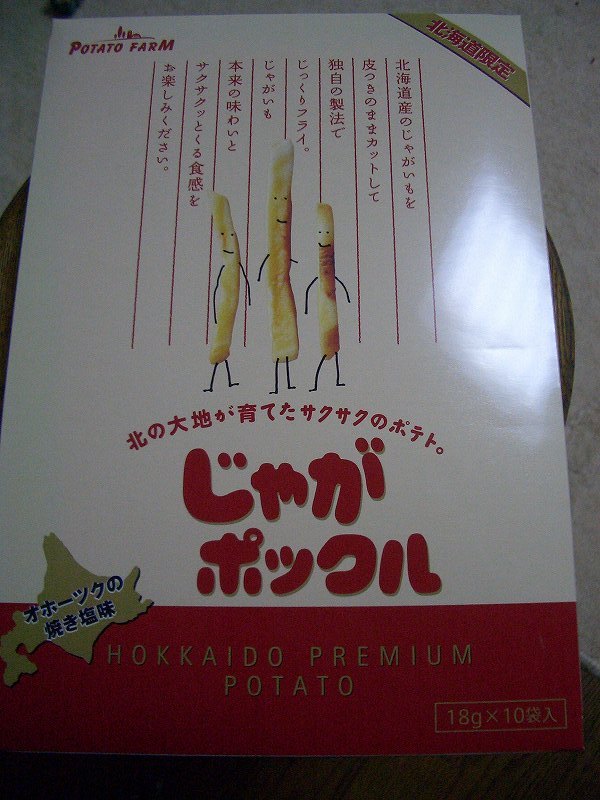 POTATO FARM
北海道限定
北海道産のじゃがいもを
皮つきのままカットして
独自の製法で
じっくりフライ。
じゃがいも
本来の味わいと
サクサクッとくる食感を
お楽しみください。
北の大地が育てたサクサクのポテト。
じゃが
ポックル
オホーツクの
焼き塩味
HOKKAIDO PREMIUM
POTATO
18g×10袋入